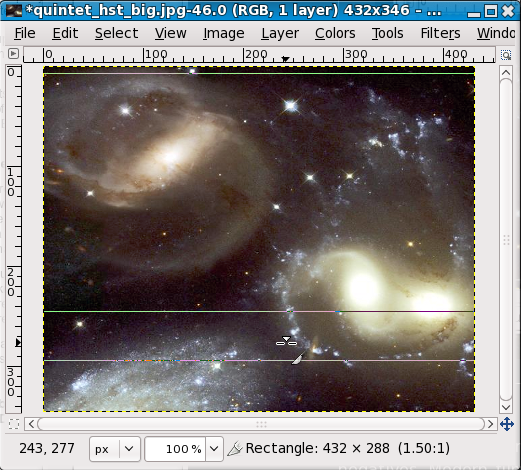 *quintet_hst_big.jpg-46.0 (RGB, 1 layer) 432x346 – ...
File Edit Select View Image Layer Colors Tools Filters Windo
0 100 200 300 400
0
100
200
300
243, 277 px 100 % Rectangle: 432 × 288 (1.50:1)